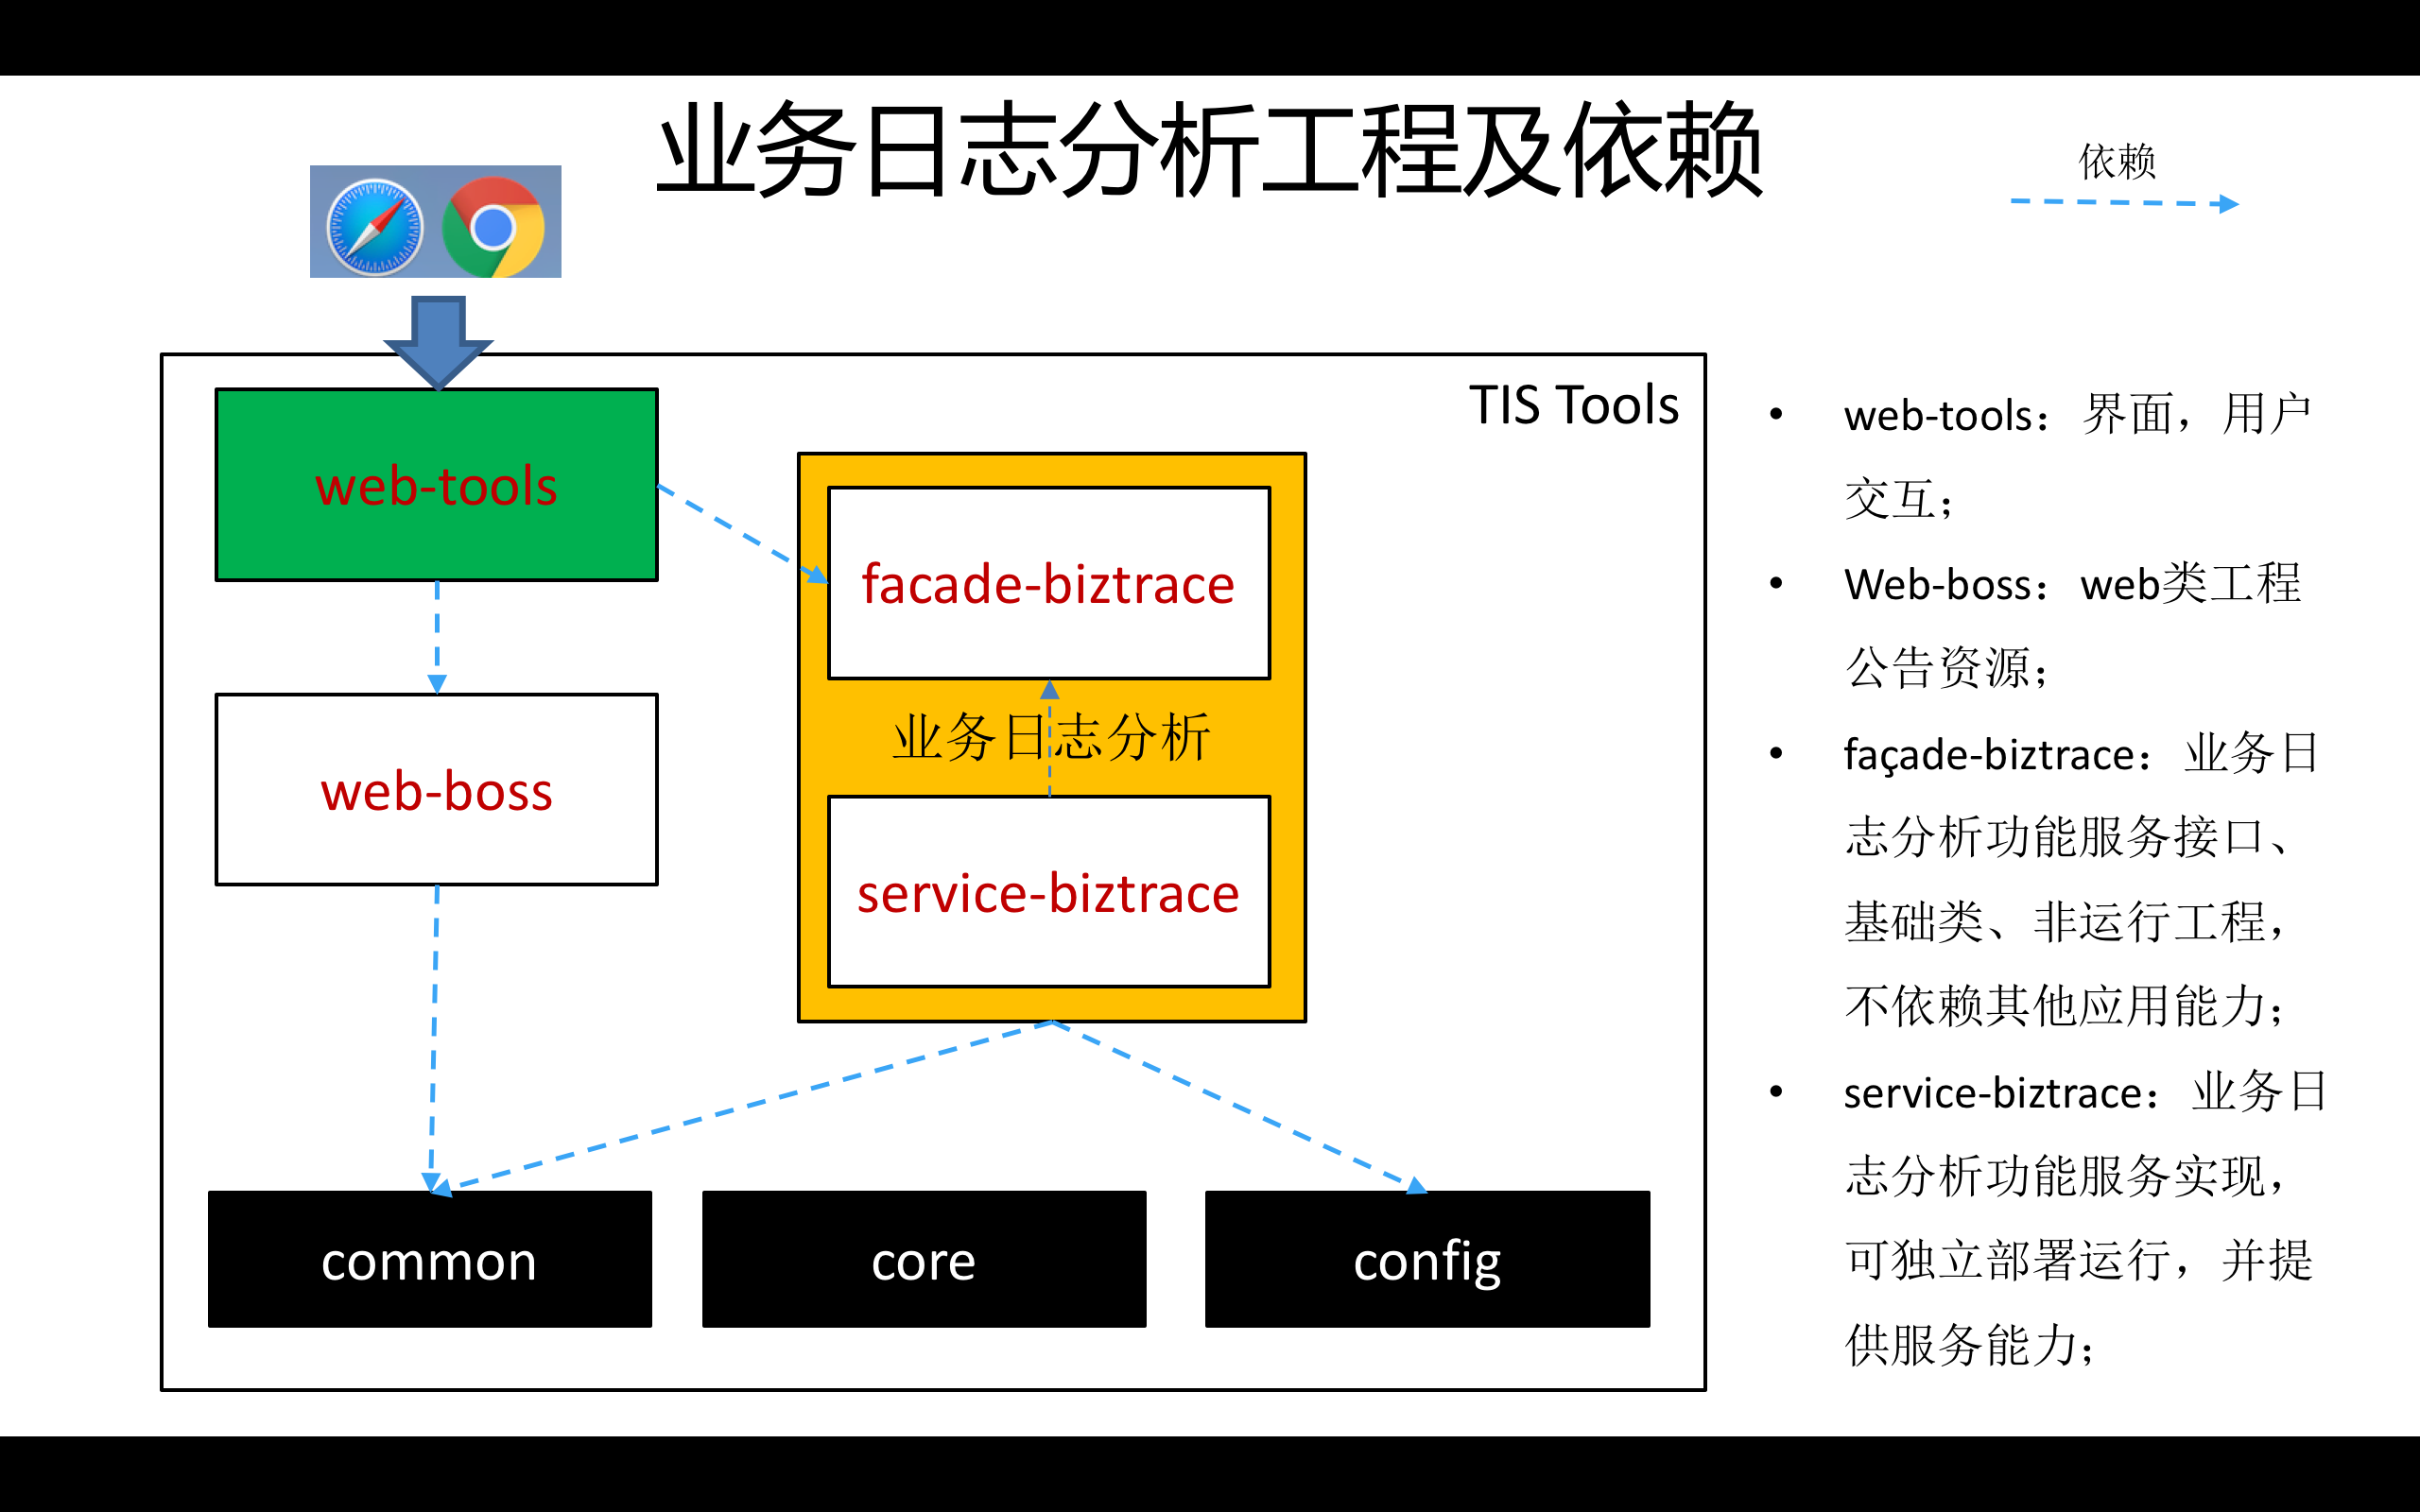 业务日志分析工程及依赖
依赖
TIS Tools
web-tools
facade-biztrace
业务日志分析
web-boss
service-biztrace
common
core
config
• web-tools：界面，用户
交互；
• Web-boss：web类工程
公告资源；
• façade-biztrace：业务日
志分析功能服务接口、
基础类、非运行工程，
不依赖其他应用能力；
• service-biztrace：业务日
志分析功能服务实现，
可独立部署运行，并提
供服务能力；